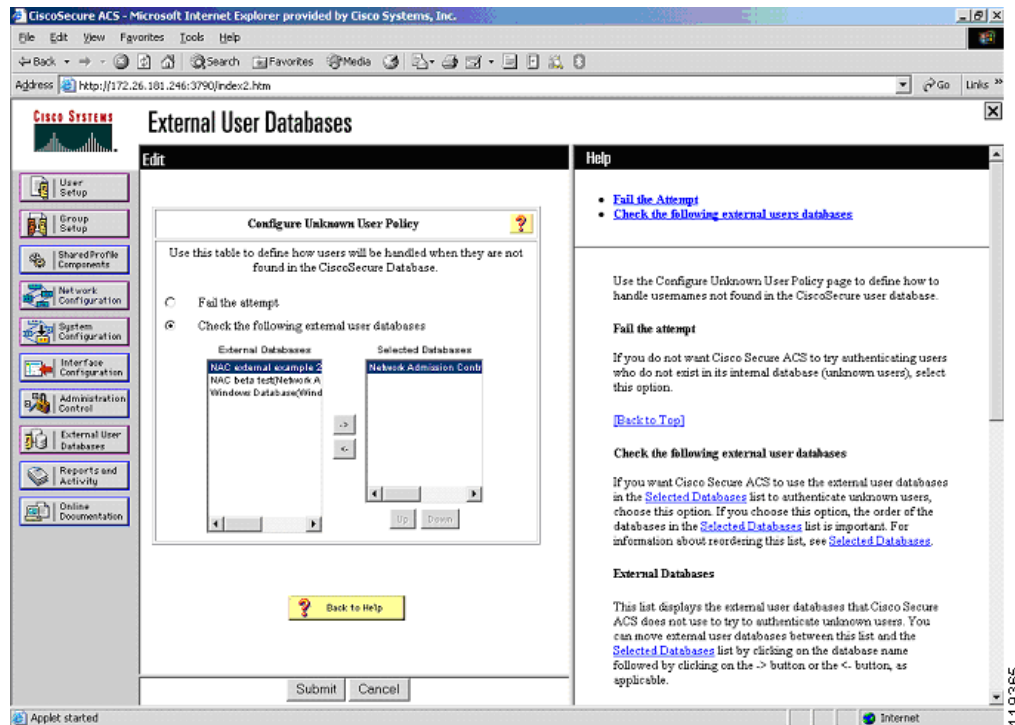 CiscoSecure ACS - Microsoft Internet Explorer provided by Cisco Systems, Inc.
File Edit View Favorites Tools Help
Back Search Favorites Media
Address http://172.26.181.246:3790/index2.htm Go Links »
CISCO SYSTEMS
External User Databases
User Setup
Group Setup
Shared Profile Components
Network Configuration
System Configuration
Interface Configuration
Administration Control
External User Databases
Reports and Activity
Online Documentation
Edit
Configure Unknown User Policy
Use this table to define how users will be handled when they are not
found in the CiscoSecure Database.
Fail the attempt
Check the following external user databases
External Databases
NAC external example 2
NAC beta test(Network A
Windows Database(Wind
->
<-
Selected Databases
Network Admission Contr
Up Down
? Back to Help
Submit Cancel
Help
• Fail the Attempt
• Check the following external users databases
Use the Configure Unknown User Policy page to define how to
handle usernames not found in the CiscoSecure user database.
Fail the attempt
If you do not want Cisco Secure ACS to try authenticating users
who do not exist in its internal database (unknown users), select
this option.
[Back to Top]
Check the following external user databases
If you want Cisco Secure ACS to use the external user databases
in the Selected Databases list to authenticate unknown users,
choose this option. If you choose this option, the order of the
databases in the Selected Databases list is important. For
information about reordering this list, see Selected Databases.
External Databases
This list displays the external user databases that Cisco Secure
ACS does not use to try to authenticate unknown users. You
can move external user databases between this list and the
Selected Databases list by clicking on the database name
followed by clicking on the -> button or the <- button, as
applicable.
Applet started
Internet
119365